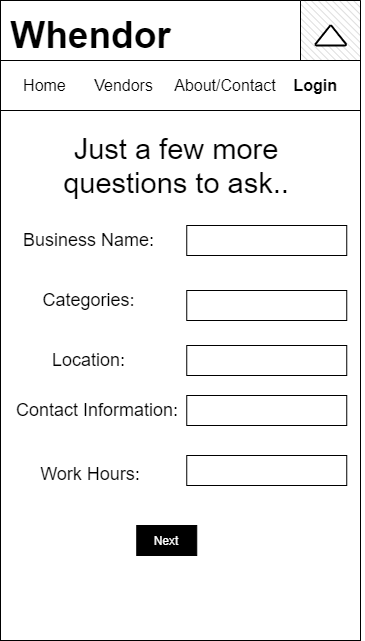 Whendor
Home Vendors About/Contact Login
Just a few more
questions to ask..
Business Name:
Categories:
Location:
Contact Information:
Work Hours:
Next